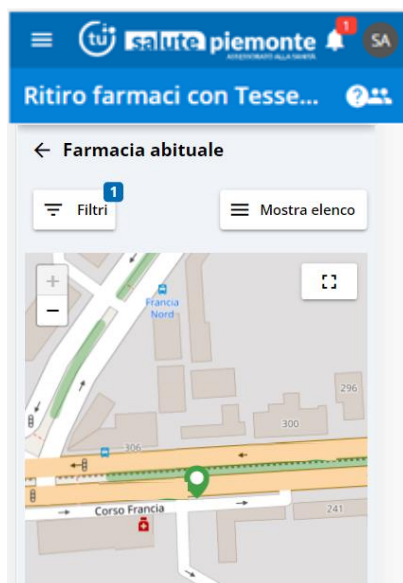 tu salute piemonte
ASSESSORATO ALLA SANITÀ
1
SA
Ritiro farmaci con Tesse... ?
Farmacia abituale
1
Filtri
Mostra elenco
+
−
Francia
Nord
296
300
306
Corso Francia
241